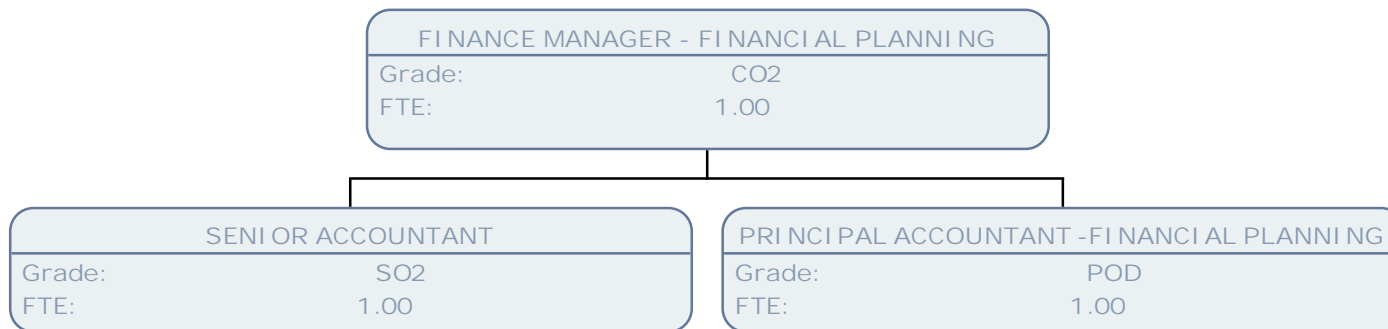 FINANCE MANAGER - FINANCIAL PLANNING
Grade: CO2
FTE: 1.00
SENIOR ACCOUNTANT
Grade: SO2
FTE: 1.00
PRINCIPAL ACCOUNTANT -FINANCIAL PLANNING
Grade: POD
FTE: 1.00